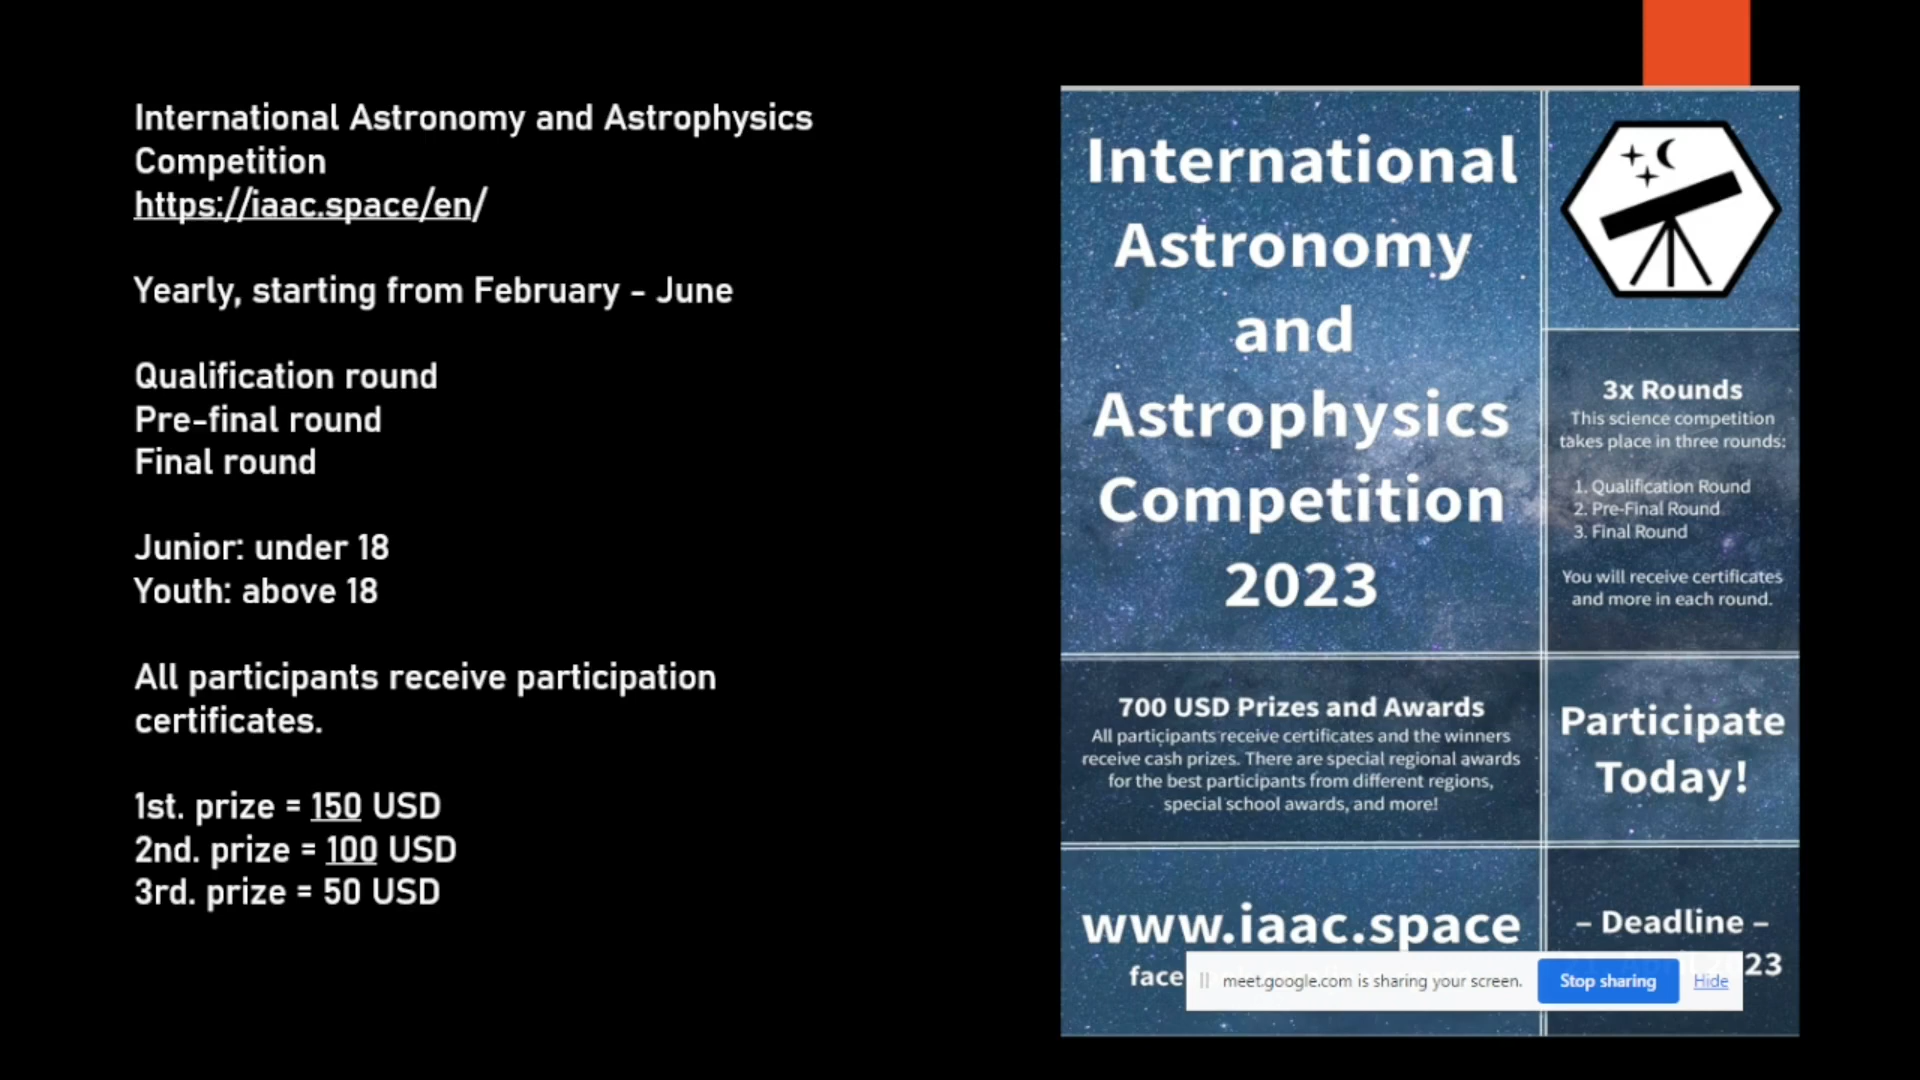 International Astronomy and Astrophysics
Competition
https://iaac.space/en/
Yearly, starting from February - June
Qualification round
Pre-final round
Final round
Junior: under 18
Youth: above 18
All participants receive participation
certificates.
1st. prize = 150 USD
2nd. prize = 100 USD
3rd. prize = 50 USD
International
Astronomy
and
Astrophysics
Competition
2023
3x Rounds
This science competition
takes place in three rounds:
1. Qualification Round
2. Pre-Final Round
3. Final Round
You will receive certificates
and more in each round.
700 USD Prizes and Awards
All participants receive certificates and the winners
receive cash prizes. There are special regional awards
for the best participants from different regions,
special school awards, and more!
Participate
Today!
www.iaac.space
face
– Deadline –
23
meet.google.com is sharing your screen.
Stop sharing
Hide